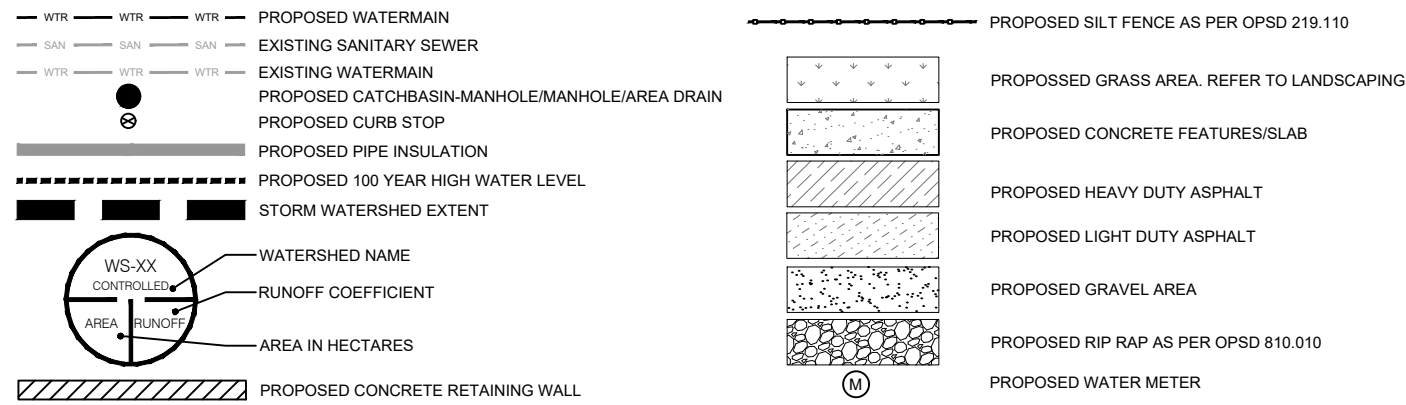 WTR WTR WTR PROPOSED WATERMAIN
SAN SAN SAN EXISTING SANITARY SEWER
WTR WTR WTR EXISTING WATERMAIN
PROPOSED CATCHBASIN-MANHOLE/MANHOLE/AREA DRAIN
PROPOSED CURB STOP
PROPOSED PIPE INSULATION
PROPOSED 100 YEAR HIGH WATER LEVEL
STORM WATERSHED EXTENT
WS-XX
CONTROLLED
AREA RUNOFF
WATERSHED NAME
RUNOFF COEFFICIENT
AREA IN HECTARES
PROPOSED CONCRETE RETAINING WALL
PROPOSED SILT FENCE AS PER OPSD 219.110
PROPOSSED GRASS AREA. REFER TO LANDSCAPING
PROPOSED CONCRETE FEATURES/SLAB
PROPOSED HEAVY DUTY ASPHALT
PROPOSED LIGHT DUTY ASPHALT
PROPOSED GRAVEL AREA
PROPOSED RIP RAP AS PER OPSD 810.010
M PROPOSED WATER METER